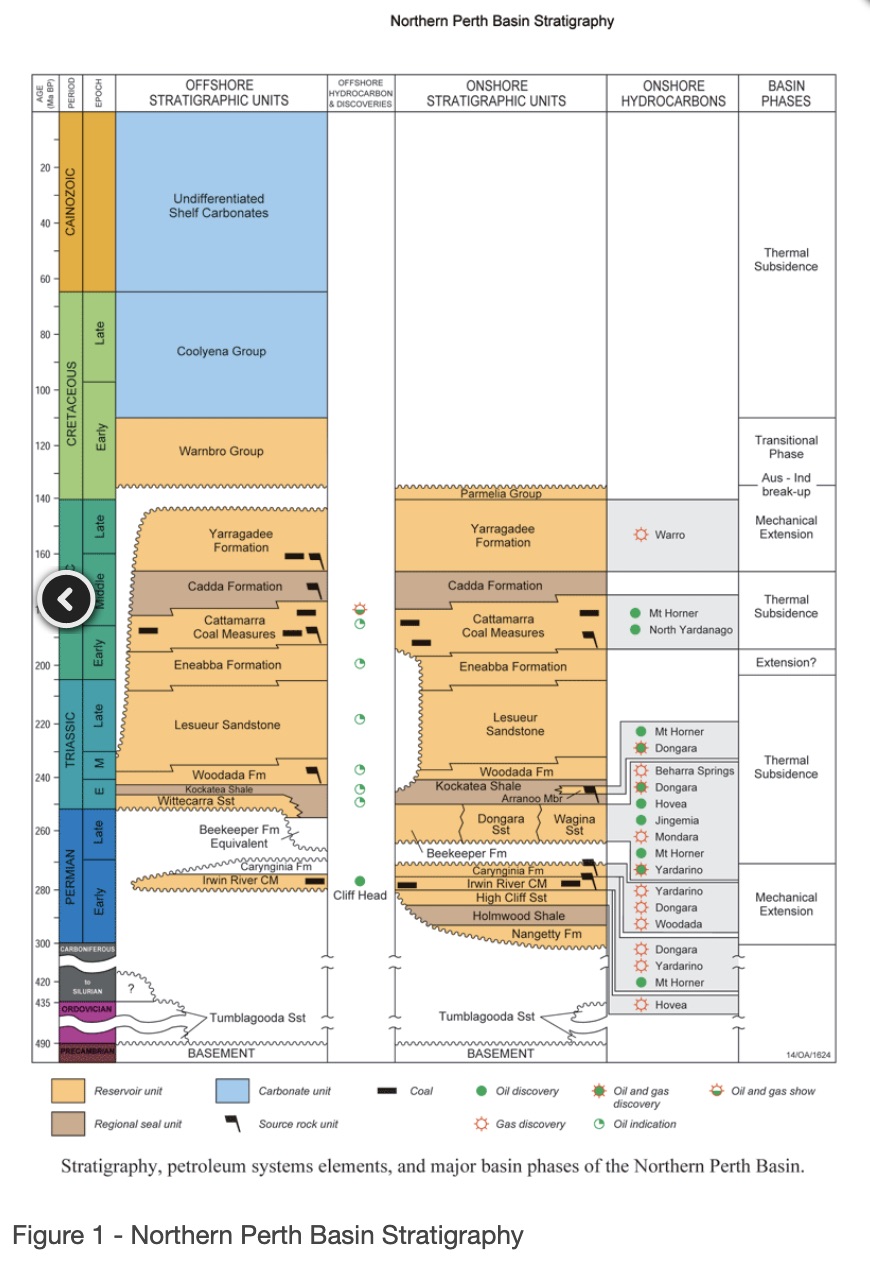 Northern Perth Basin Stratigraphy
AGE
(Ma BP)
PERIOD
EPOCH
OFFSHORE
STRATIGRAPHIC UNITS
OFFSHORE
HYDROCARBON
& DISCOVERIES
ONSHORE
STRATIGRAPHIC UNITS
ONSHORE
HYDROCARBONS
BASIN
PHASES
20
40
60
80
100
120
140
160
200
220
240
260
280
300
420
435
490
CAINOZOIC
CRETACEOUS
Late
Early
Late
Middle
Early
TRIASSIC
Late
M
E
PERMIAN
Late
Early
CARBONIFEROUS
to
SILURIAN
ORDOVICIAN
PRECAMBRIAN
Undifferentiated
Shelf Carbonates
Coolyena Group
Warnbro Group
Yarragadee
Formation
Cadda Formation
Cattamarra
Coal Measures
Eneabba Formation
Lesueur Sandstone
Woodada Fm
Kockatea Shale
Wittecarra Sst
Beekeeper Fm
Equivalent
Carynginia Fm
Irwin River CM
?
Tumblagooda Sst
BASEMENT
Cliff Head
Parmelia Group
Yarragadee
Formation
Cadda Formation
Cattamarra
Coal Measures
Eneabba Formation
Lesueur
Sandstone
Woodada Fm
Kockatea Shale
Arranoo Mbr
Dongara
Sst
Wagina
Sst
Beekeeper Fm
Carynginia Fm
Irwin River CM
High Cliff Sst
Holmwood Shale
Nangetty Fm
Tumblagooda Sst
BASEMENT
Warro
Mt Horner
North Yardanago
Mt Horner
Dongara
Beharra Springs
Dongara
Hovea
Jingemia
Mondara
Mt Horner
Yardarino
Yardarino
Dongara
Woodada
Dongara
Yardarino
Mt Horner
Hovea
Thermal
Subsidence
Transitional
Phase
Aus - Ind
break-up
Mechanical
Extension
Thermal
Subsidence
Extension?
Thermal
Subsidence
Mechanical
Extension
14/OA/1624
Reservoir unit
Carbonate unit
Coal
Oil discovery
Oil and gas
discovery
Oil and gas show
Regional seal unit
Source rock unit
Gas discovery
Oil indication
Stratigraphy, petroleum systems elements, and major basin phases of the Northern Perth Basin.
Figure 1 - Northern Perth Basin Stratigraphy